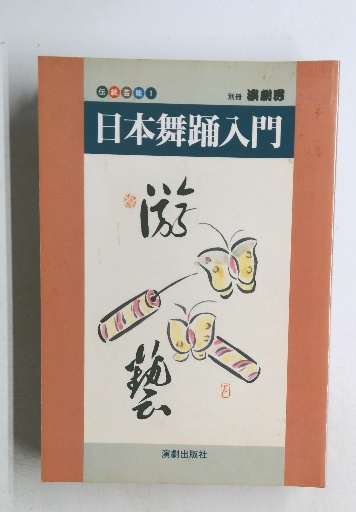 伝統芸能1
別冊 演劇界
日本舞踊入門
游
藝
演劇出版社